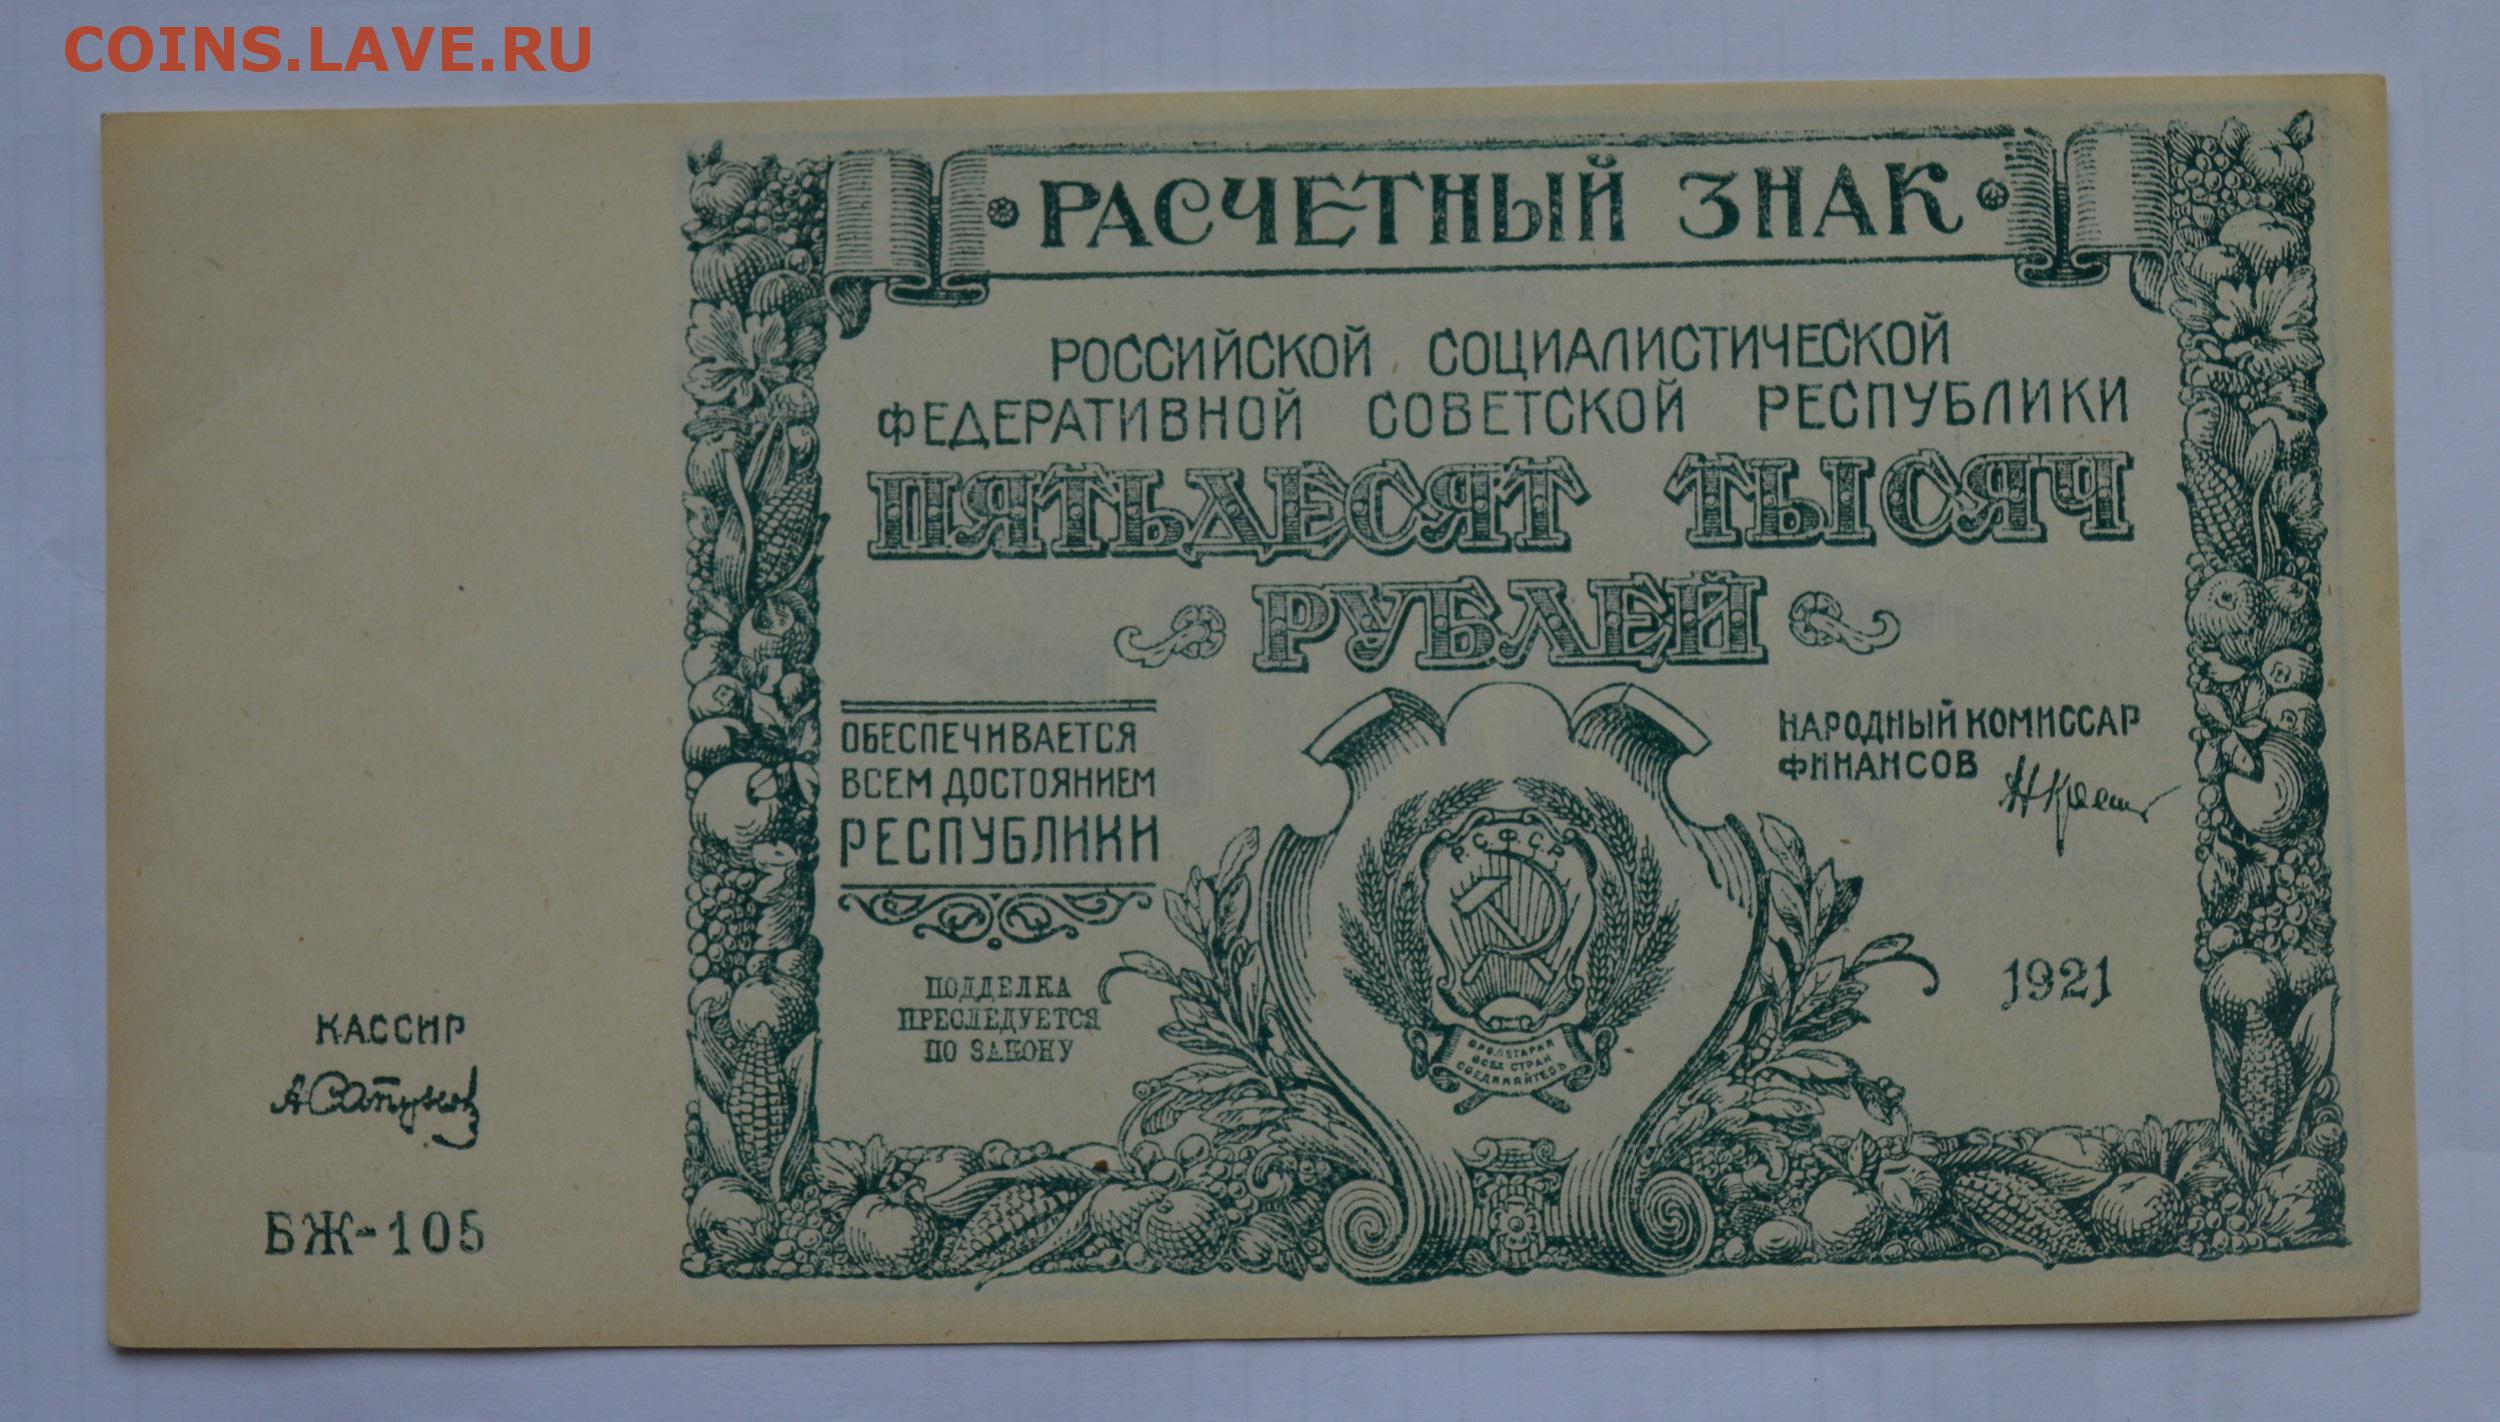 COINS.LAVE.RU
РАСЧЕТНЫЙ ЗНАК
РОССИЙСКОЙ СОЦИАЛИСТИЧЕСКОЙ
ФЕДЕРАТИВНОЙ СОВЕТСКОЙ РЕСПУБЛИКИ
ПЯТЬДЕСЯТ ТЫСЯЧ
РУБЛЕЙ
ОБЕСПЕЧИВАЕТСЯ
ВСЕМ ДОСТОЯНИЕМ
РЕСПУБЛИКИ
ПОДДЕЛКА
ПРЕСЛЕДУЕТСЯ
ПО ЗАКОНУ
Р.С.Ф.С.Р.
ПРОЛЕТАРИИ
ВСЕХ СТРАН
СОЕДИНЯЙТЕСЬ
НАРОДНЫЙ КОМИССАР
ФИНАНСОВ
1921
КАССИР
БЖ-105